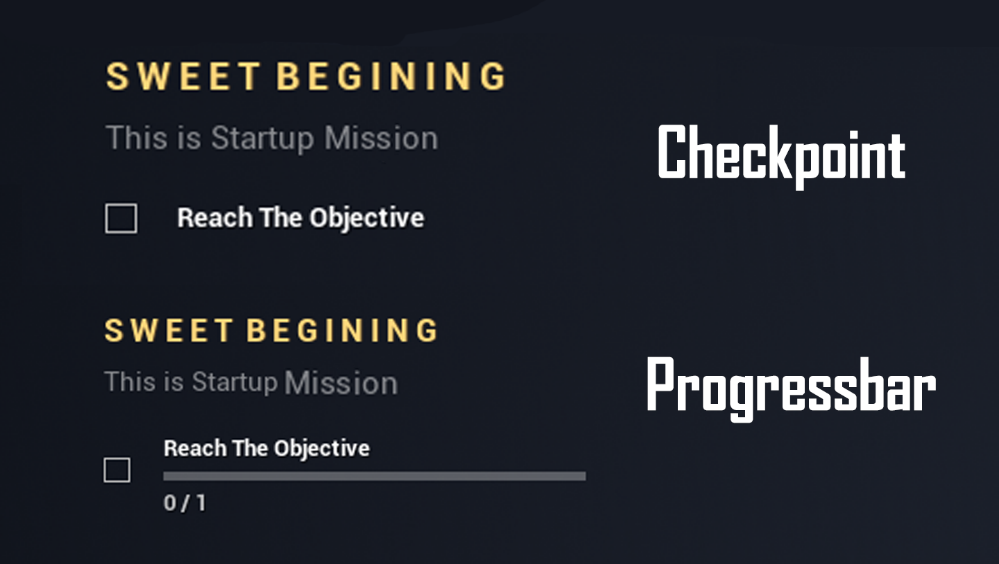 SWEET BEGINING
This is Startup Mission
Checkpoint
Reach The Objective
SWEET BEGINING
This is Startup Mission
Progressbar
Reach The Objective
0 / 1